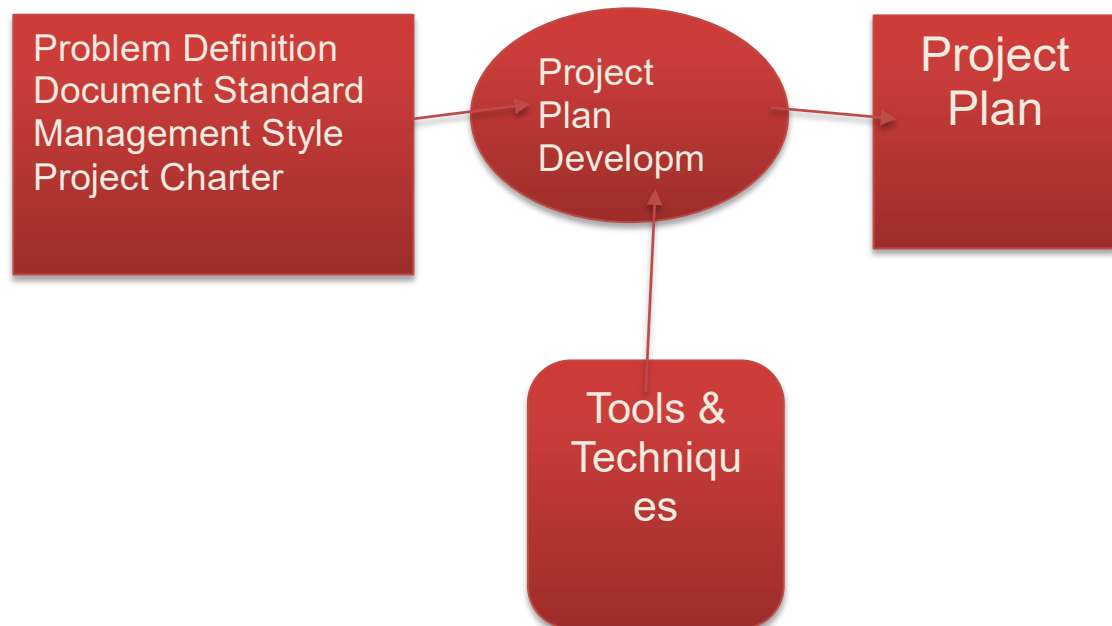 Problem Definition
Document Standard
Management Style
Project Charter
Project
Plan
Developm
Project
Plan
Tools &
Techniqu
es